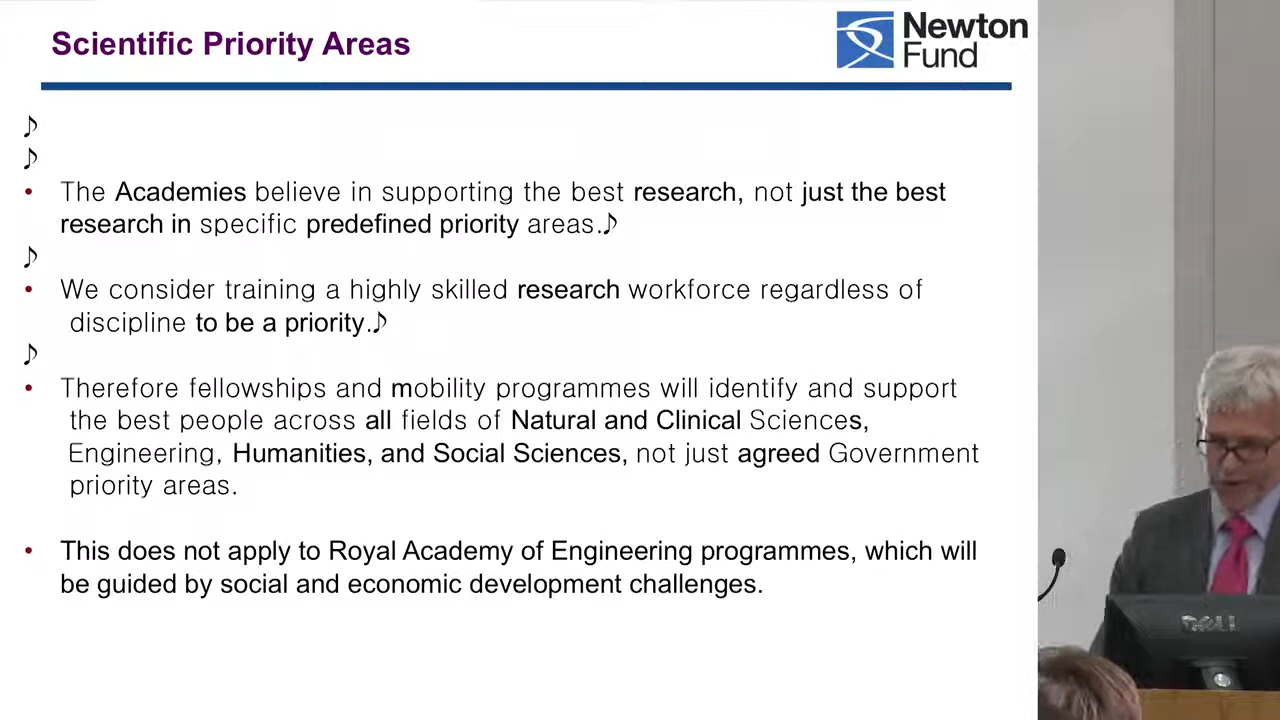 Scientific Priority Areas
Newton
Fund
♪
♪
• The Academies believe in supporting the best research, not just the best
research in specific predefined priority areas.♪
♪
• We consider training a highly skilled research workforce regardless of
discipline to be a priority.♪
♪
• Therefore fellowships and mobility programmes will identify and support
the best people across all fields of Natural and Clinical Sciences,
Engineering, Humanities, and Social Sciences, not just agreed Government
priority areas.
• This does not apply to Royal Academy of Engineering programmes, which will
be guided by social and economic development challenges.
DELL